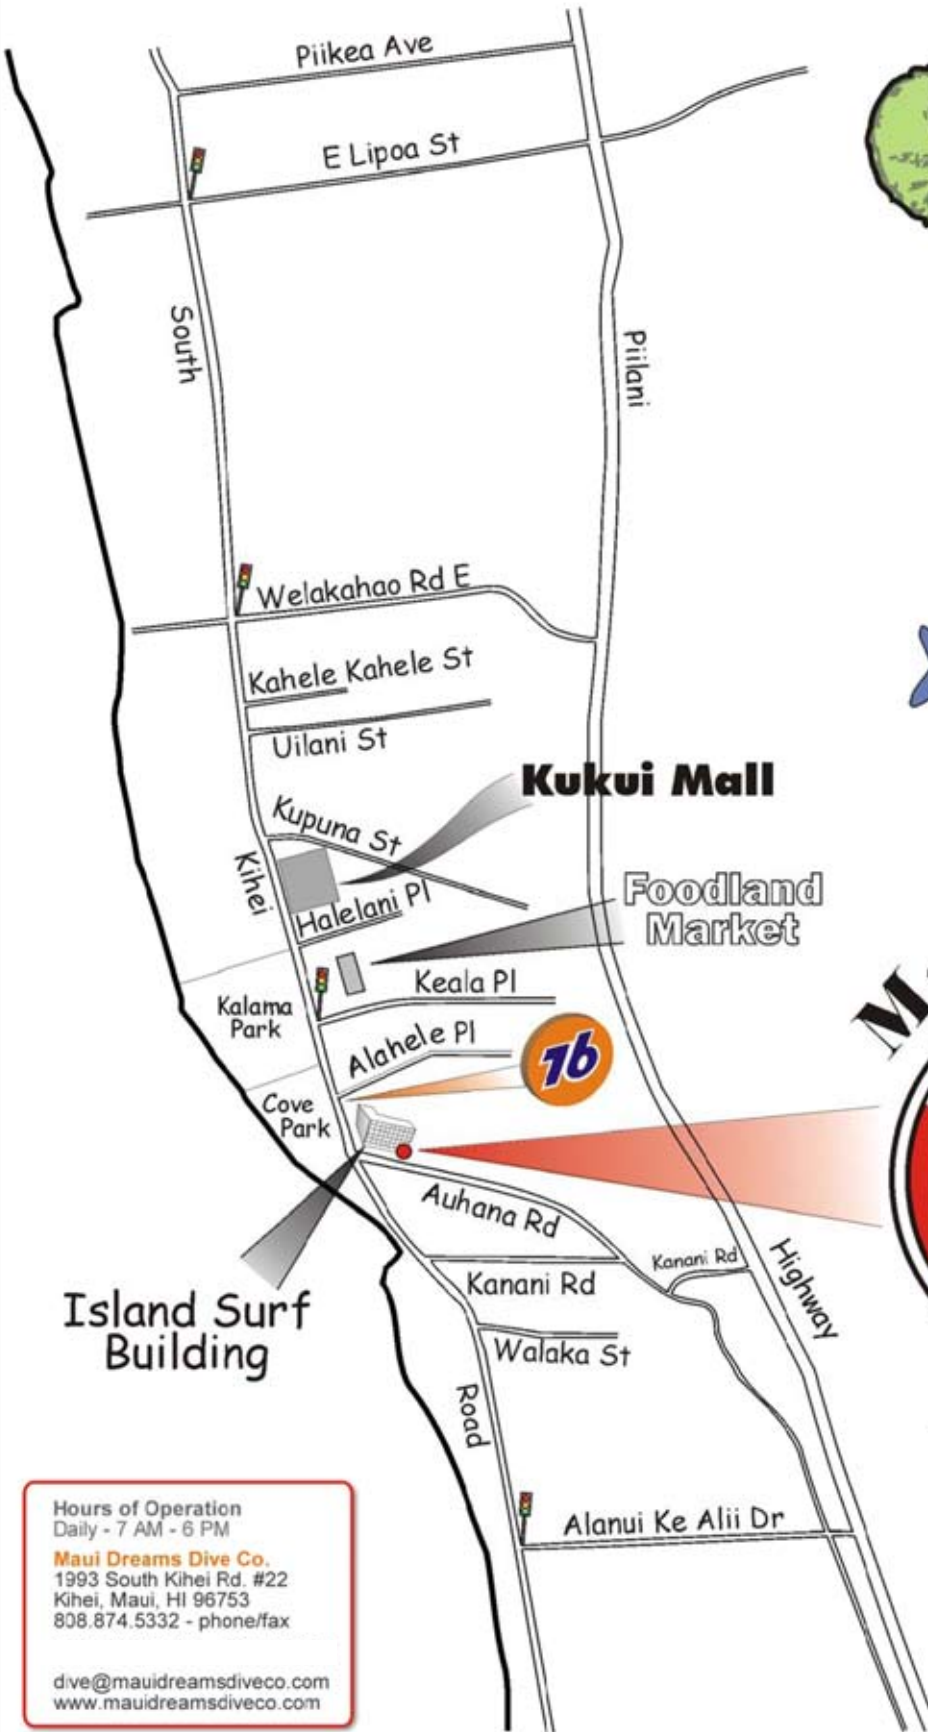 Piikea Ave
E Lipoa St
South
Piilani
Welakahao Rd E
Kahele Kahele St
Uilani St
Kukui Mall
Kupuna St
Kihei
Halelani Pl
Foodland
Market
Keala Pl
Kalama
Park
Alahele Pl
76
Cove
Park
Auhana Rd
Kanani Rd
Kanani Rd
Highway
Island Surf
Building
Walaka St
Road
Alanui Ke Alii Dr
Hours of Operation
Daily - 7 AM - 6 PM
Maui Dreams Dive Co.
1993 South Kihei Rd. #22
Kihei, Maui, HI 96753
808.874.5332 - phone/fax
dive@mauidreamsdiveco.com
www.mauidreamsdiveco.com